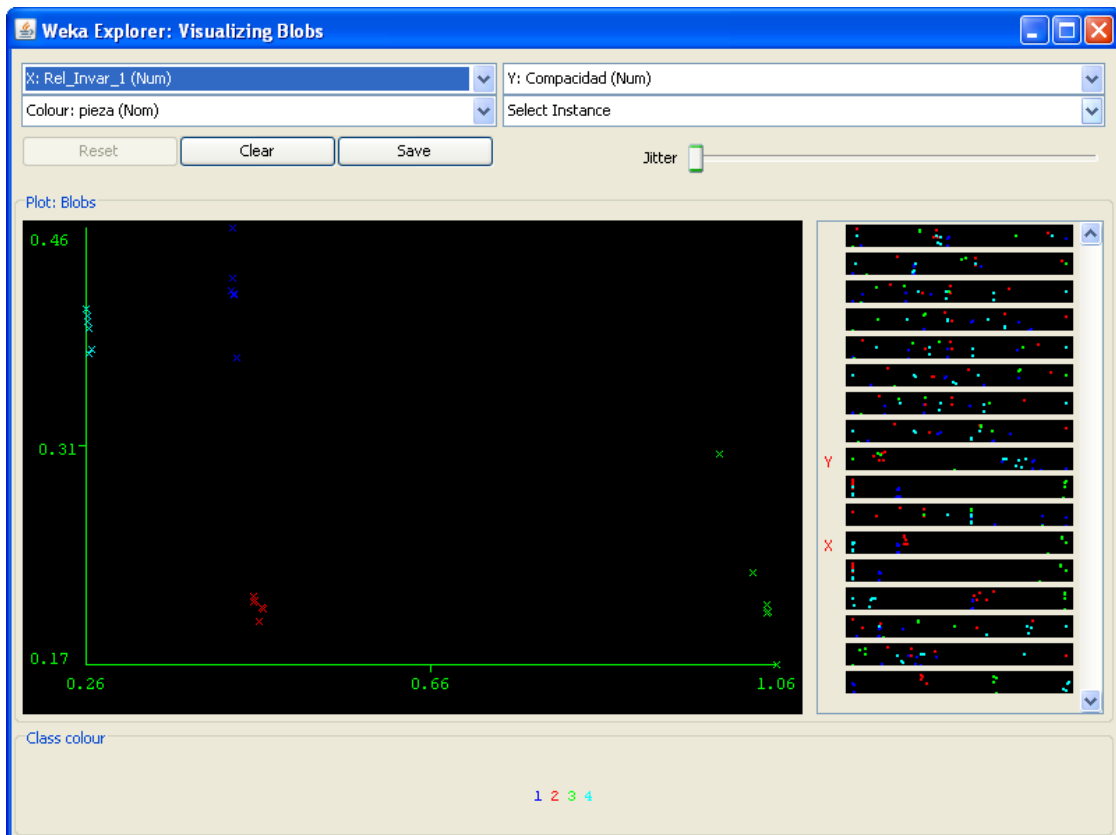 Weka Explorer: Visualizing Blobs
X: Rel_Invar_1 (Num)
Y: Compacidad (Num)
Colour: pieza (Nom)
Select Instance
Reset
Clear
Save
Jitter
Plot: Blobs
0.46
0.31
0.17
0.26
0.66
1.06
Y
X
Class colour
1 2 3 4